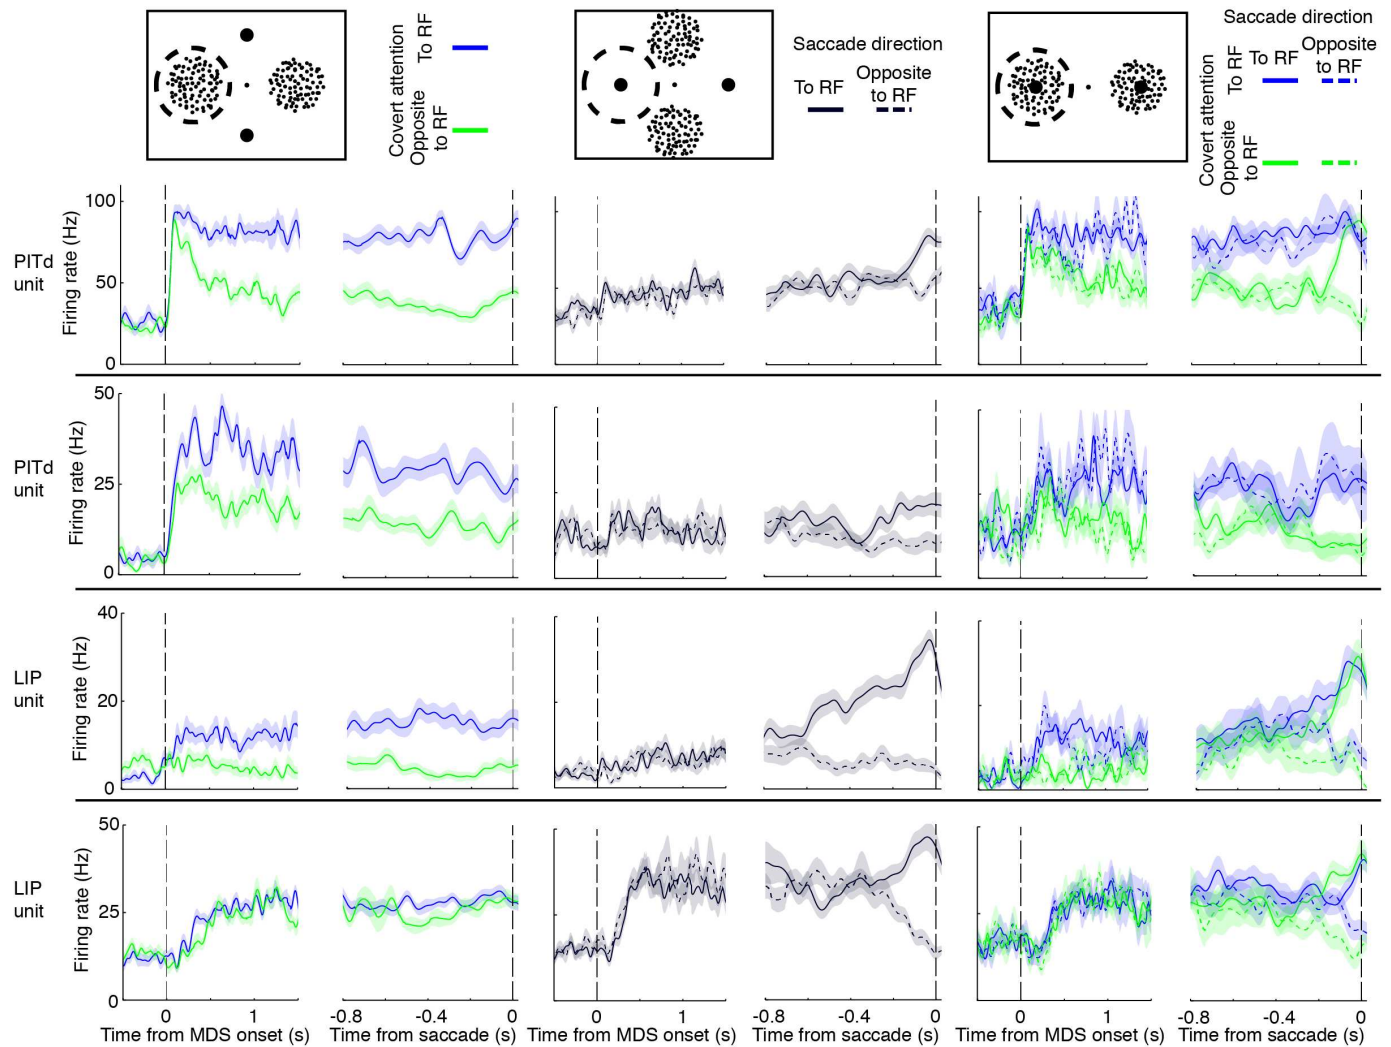 Covert attention
Opposite to RF
To RF
Saccade direction
To RF
Opposite to RF
Saccade direction
To RF
Opposite to RF
Covert attention
Opposite to RF
To RF
PITd unit
Firing rate (Hz)
100
50
0
PITd unit
Firing rate (Hz)
50
25
0
LIP unit
Firing rate (Hz)
40
20
0
LIP unit
Firing rate (Hz)
50
25
0
0 1 -0.8 -0.4 0 0 1 -0.8 -0.4 0 0 1 -0.8 -0.4 0
Time from MDS onset (s) Time from saccade (s) Time from MDS onset (s) Time from saccade (s) Time from MDS onset (s) Time from saccade (s)